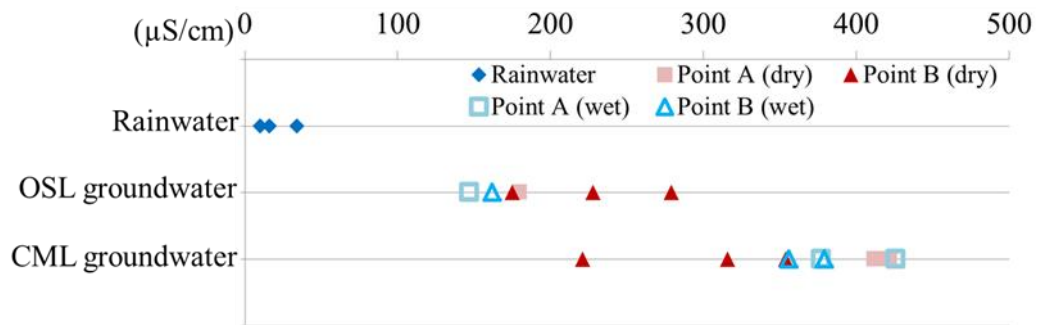 (µS/cm) 0 100 200 300 400 500
Rainwater Point A (dry) Point B (dry)
Point A (wet) Point B (wet)
Rainwater
OSL groundwater
CML groundwater